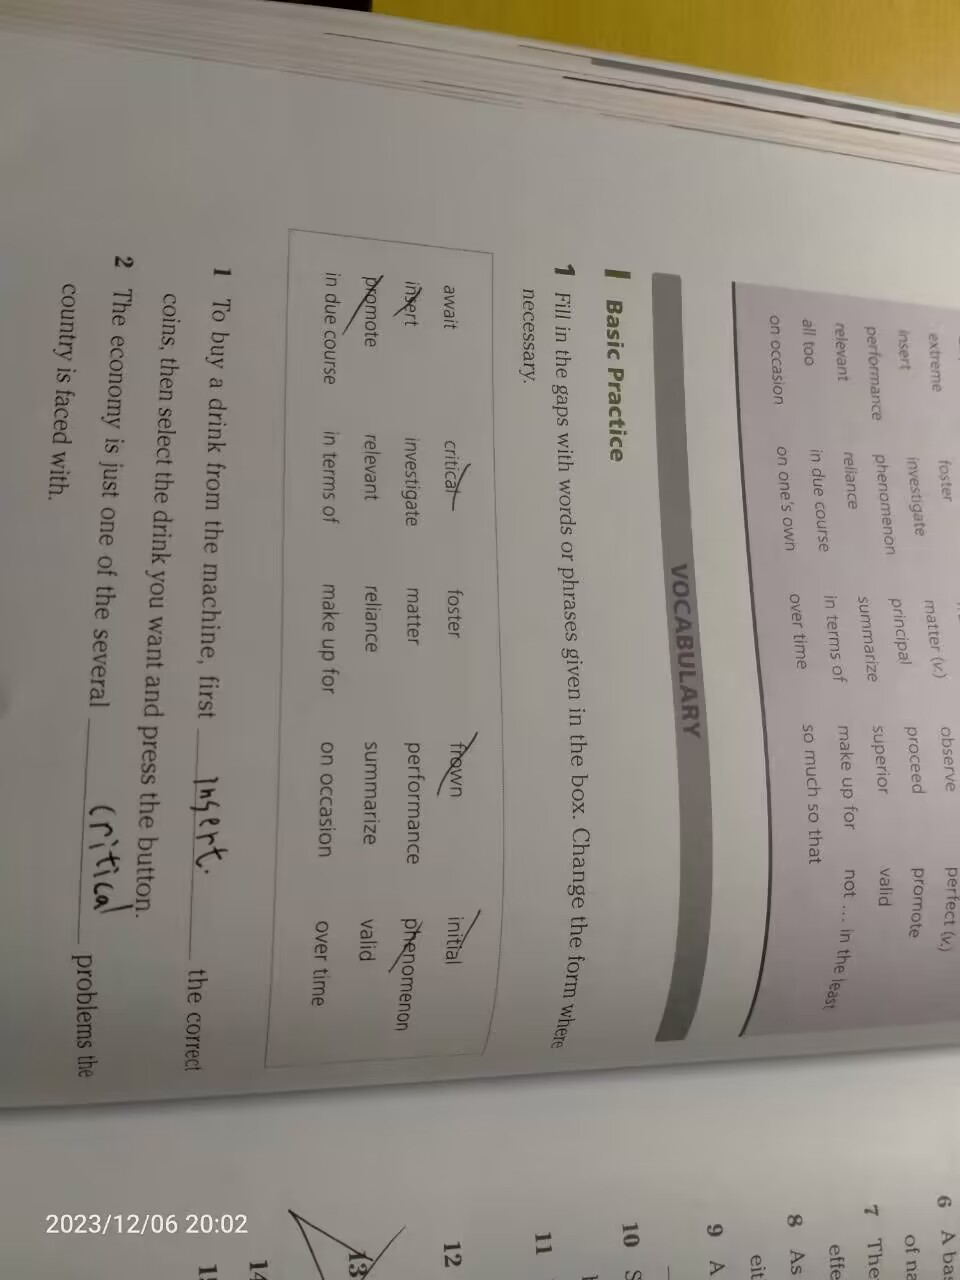 extreme foster matter (v.) observe perfect (v.)
insert investigate principal proceed promote
performance phenomenon summarize superior valid
relevant reliance in terms of make up for not ... in the least
all too in due course over time so much so that
on occasion on one's own
VOCABULARY
I Basic Practice
1 Fill in the gaps with words or phrases given in the box. Change the form where
necessary.
await critical foster frown initial
insert investigate matter performance phenomenon
promote relevant reliance summarize valid
in due course in terms of make up for on occasion over time
1 To buy a drink from the machine, first insert. the correct
coins, then select the drink you want and press the button.
2 The economy is just one of the several critical problems the
country is faced with.
6 A bas
of na
7 The
effe
8 As
eit
9 A
10 S
11
12
13
14
2023/12/06 20:02